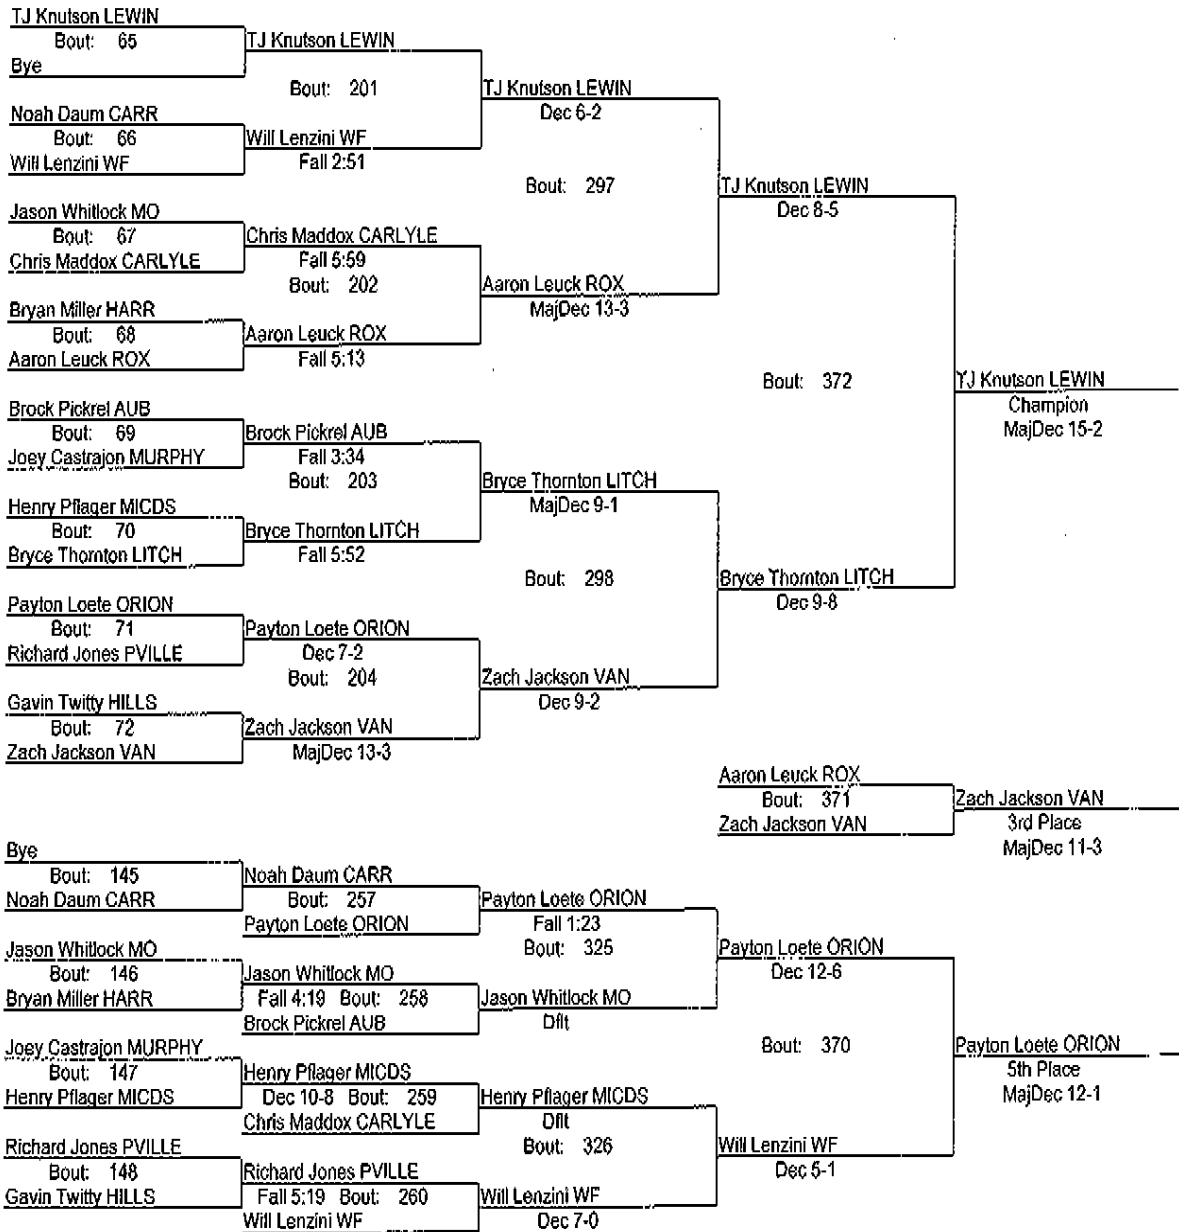 TJ Knutson LEWIN
Bout: 65
Bye
TJ Knutson LEWIN
Bout: 201
Noah Daum CARR
Bout: 66
Will Lenzini WF
Will Lenzini WF
Fall 2:51
TJ Knutson LEWIN
Dec 6-2
Bout: 297
Jason Whitlock MO
Bout: 67
Chris Maddox CARLYLE
Chris Maddox CARLYLE
Fall 5:59
Bout: 202
Bryan Miller HARR
Bout: 68
Aaron Leuck ROX
Aaron Leuck ROX
Fall 5:13
Aaron Leuck ROX
MajDec 13-3
TJ Knutson LEWIN
Dec 8-5
Bout: 372
Brock Pickrel AUB
Bout: 69
Joey Castrajon MURPHY
Brock Pickrel AUB
Fall 3:34
Bout: 203
Henry Pflager MICDS
Bout: 70
Bryce Thornton LITCH
Bryce Thornton LITCH
Fall 5:52
Bryce Thornton LITCH
MajDec 9-1
Bout: 298
Payton Loete ORION
Bout: 71
Richard Jones PVILLE
Payton Loete ORION
Dec 7-2
Bout: 204
Gavin Twitty HILLS
Bout: 72
Zach Jackson VAN
Zach Jackson VAN
MajDec 13-3
Zach Jackson VAN
Dec 9-2
Bryce Thornton LITCH
Dec 9-8
TJ Knutson LEWIN
Champion
MajDec 15-2
Aaron Leuck ROX
Bout: 371
Zach Jackson VAN
Zach Jackson VAN
3rd Place
MajDec 11-3
Bye
Bout: 145
Noah Daum CARR
Noah Daum CARR
Bout: 257
Payton Loete ORION
Payton Loete ORION
Fall 1:23
Bout: 325
Jason Whitlock MO
Bout: 146
Bryan Miller HARR
Jason Whitlock MO
Fall 4:19 Bout: 258
Brock Pickrel AUB
Jason Whitlock MO
Dflt
Payton Loete ORION
Dec 12-6
Bout: 370
Joey Castrajon MURPHY
Bout: 147
Henry Pflager MICDS
Henry Pflager MICDS
Dec 10-8 Bout: 259
Chris Maddox CARLYLE
Henry Pflager MICDS
Dflt
Bout: 326
Richard Jones PVILLE
Bout: 148
Gavin Twitty HILLS
Richard Jones PVILLE
Fall 5:19 Bout: 260
Will Lenzini WF
Will Lenzini WF
Dec 7-0
Will Lenzini WF
Dec 5-1
Payton Loete ORION
5th Place
MajDec 12-1